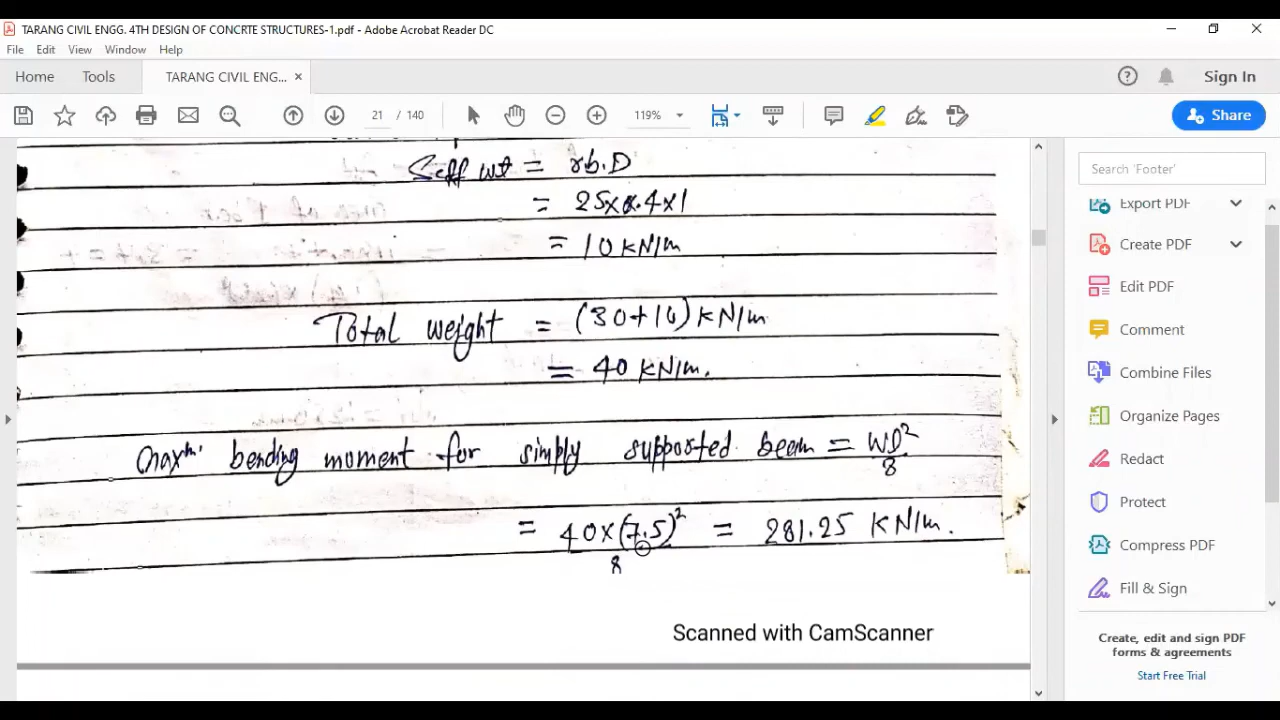 TARANG CIVIL ENGG. 4TH DESIGN OF CONCRTE STRUCTURES-1.pdf - Adobe Acrobat Reader DC
File Edit View Window Help
Home Tools TARANG CIVIL ENG... × Sign In
21 / 140 119% Share
Seff wt = γb.D
= 25×0.4×1
= 10 KN/m
Total weight = (30+10) KN/m
= 40 KN/m.
Maxm. bending moment for simply supported beam = Wl²/8
= 40×(7.5)²/8 = 281.25 KN/m.
Scanned with CamScanner
Search 'Footer'
Export PDF
Create PDF
Edit PDF
Comment
Combine Files
Organize Pages
Redact
Protect
Compress PDF
Fill & Sign
Create, edit and sign PDF
forms & agreements
Start Free Trial